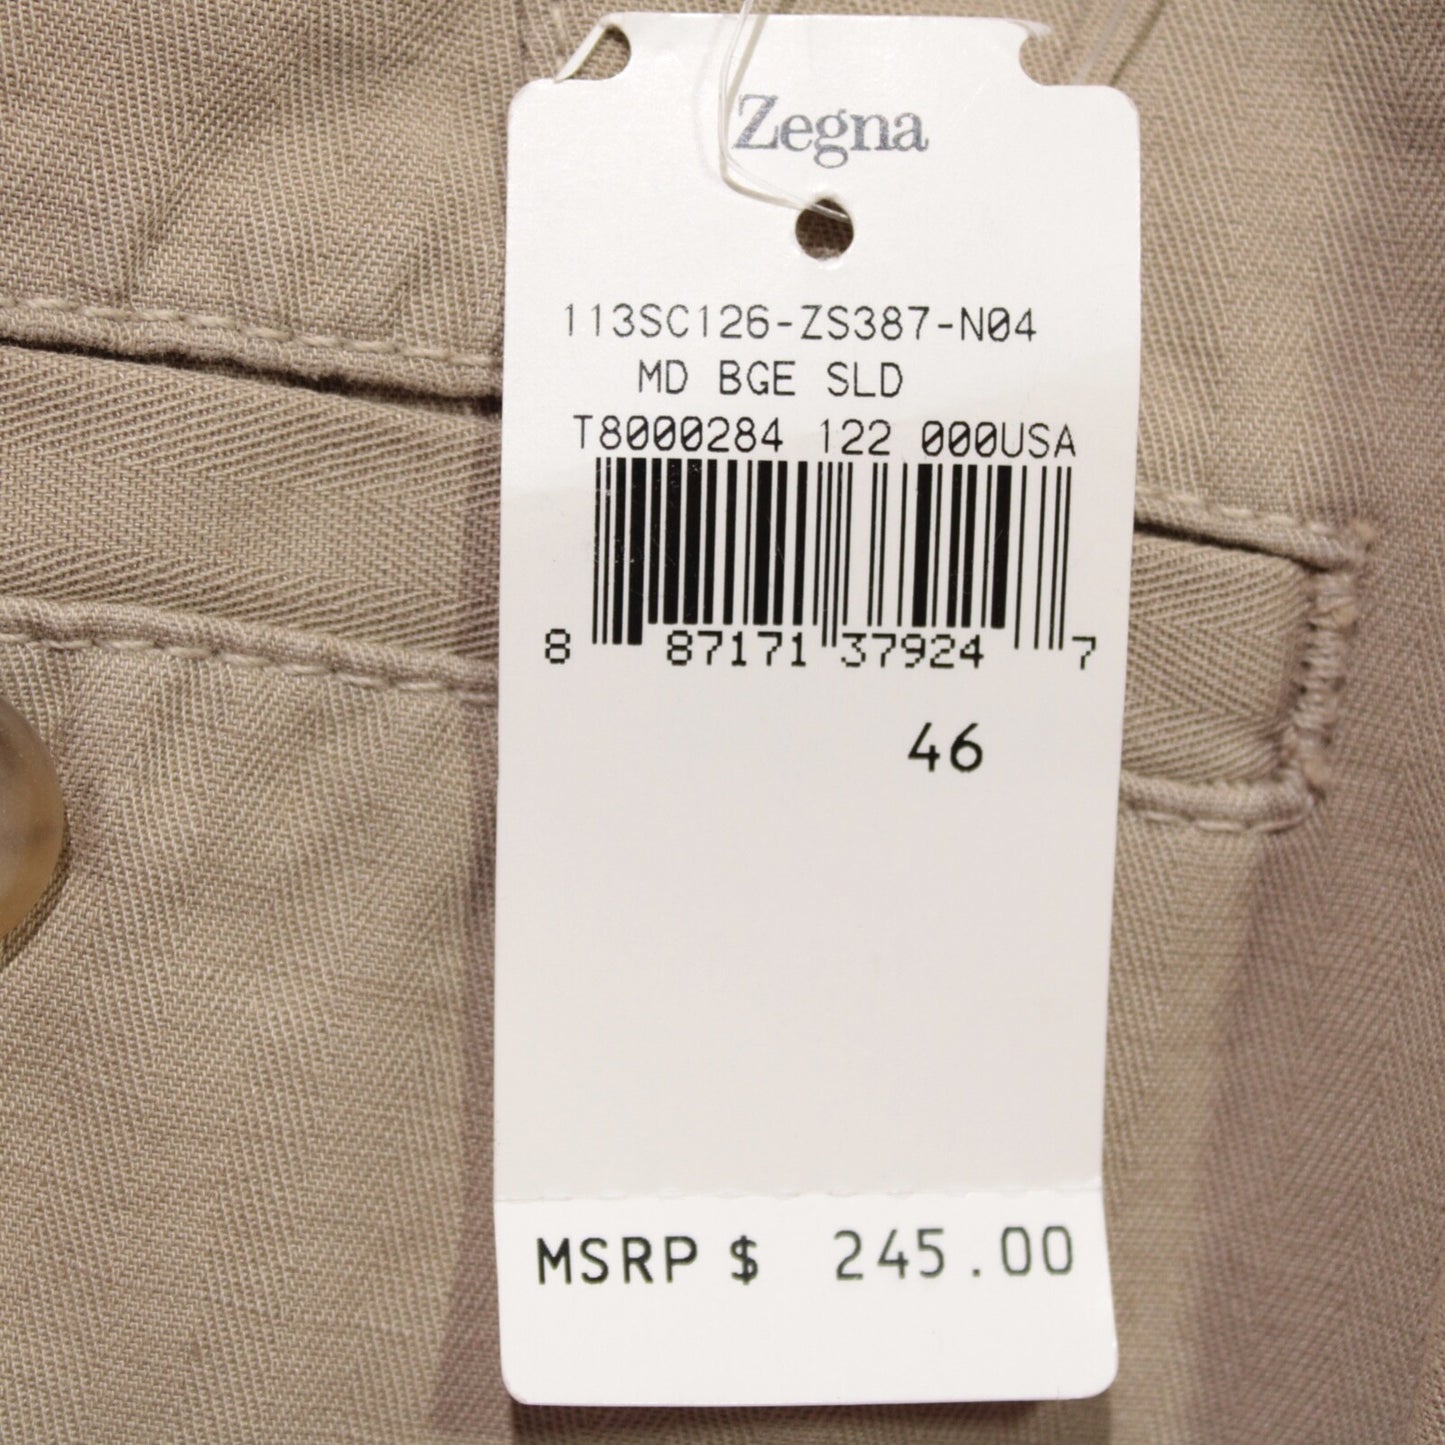 Zegna
113SC126-ZS387-N04
MD BGE SLD
T8000284 122 000USA
8 87171 37924 7
46
MSRP $ 245.00